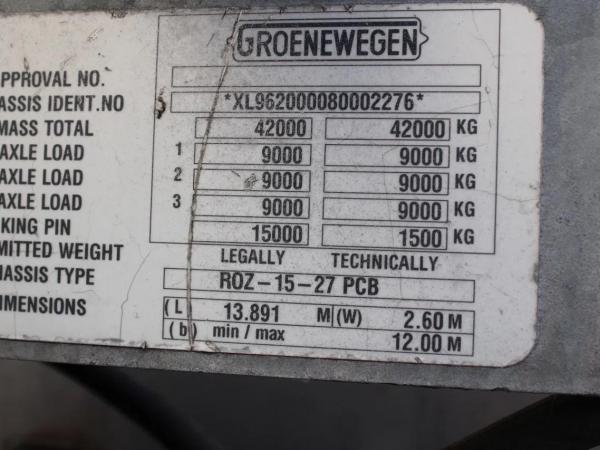 GROENEWEGEN
APPROVAL NO.
ASSIS IDENT.NO *XL962000080002276*
MASS TOTAL 42000 42000 KG
AXLE LOAD 1 9000 9000 KG
AXLE LOAD 2 9000 9000 KG
AXLE LOAD 3 9000 9000 KG
KING PIN 15000 1500 KG
MITTED WEIGHT LEGALLY TECHNICALLY
HASSIS TYPE ROZ-15-27 PCB
IMENSIONS (L 13.891 M (W) 2.60 M
(b) min / max 12.00 M